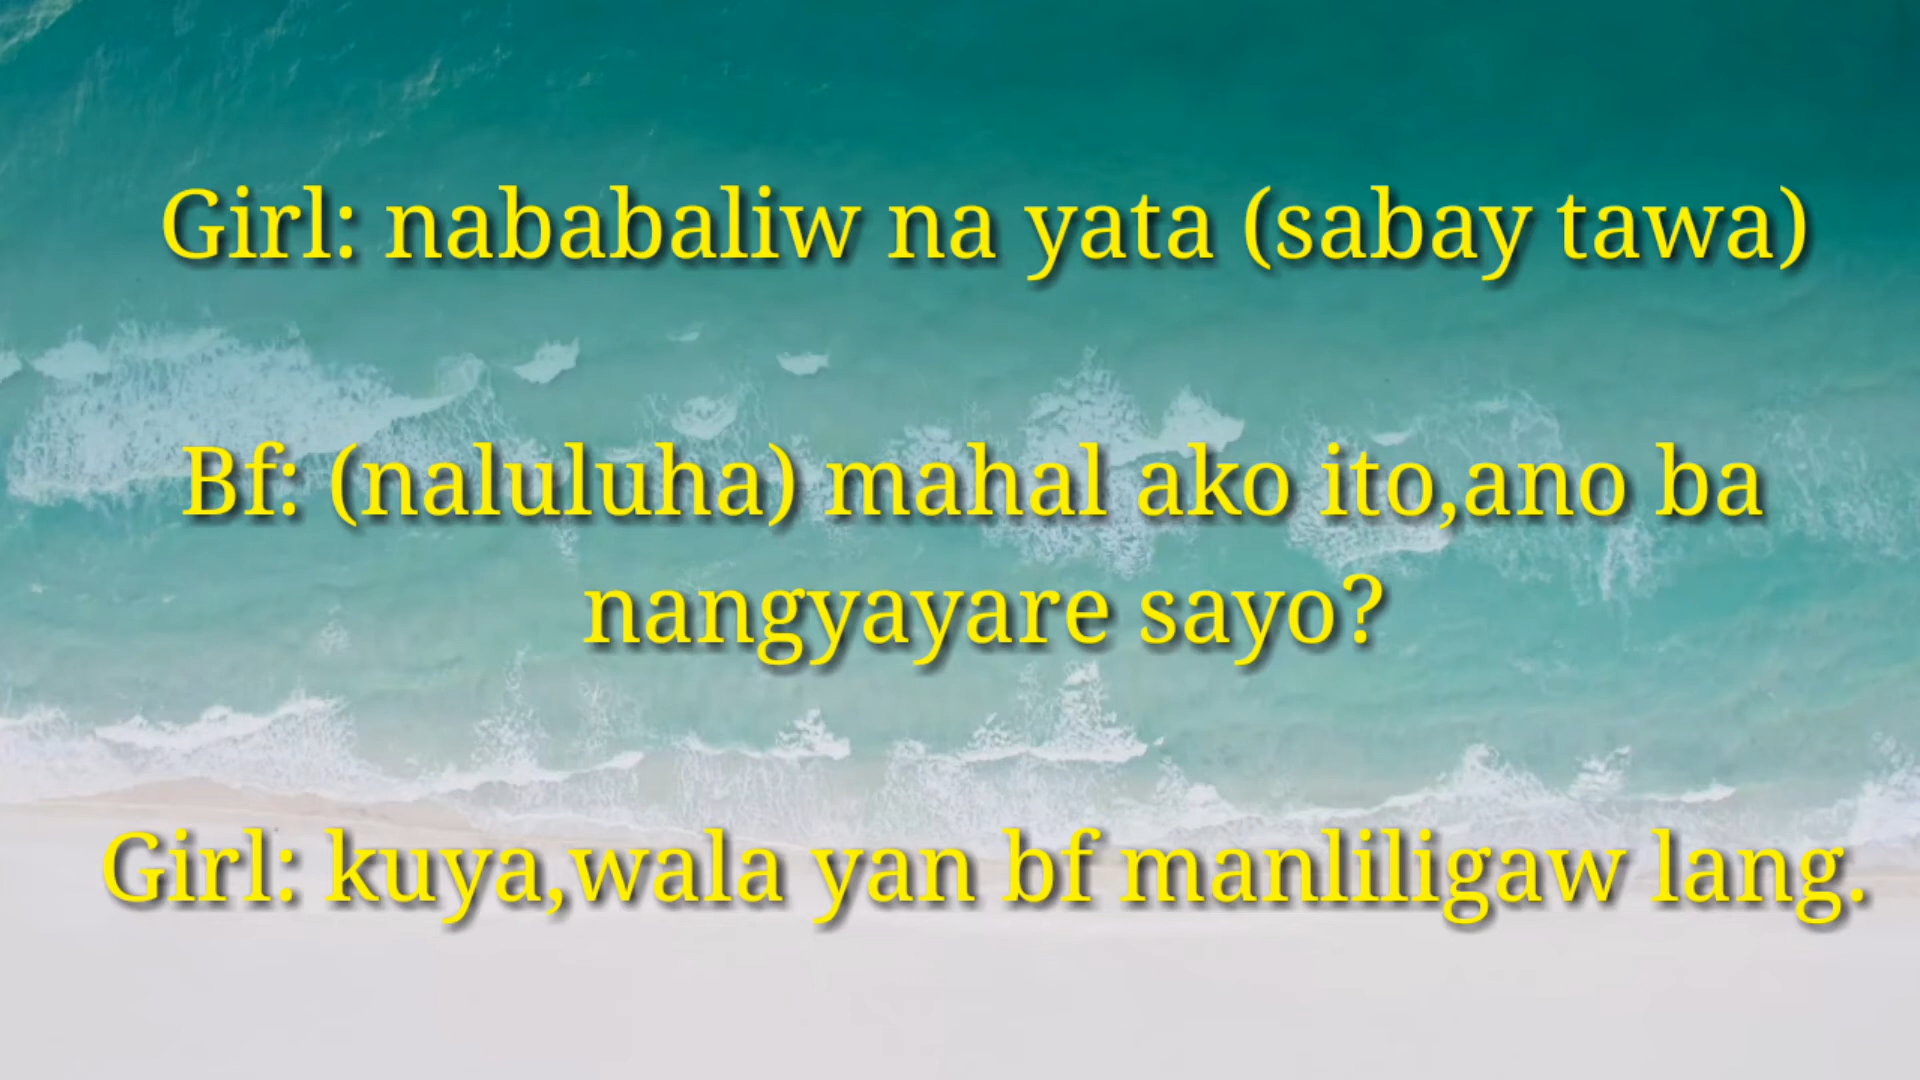 Girl: nababaliw na yata (sabay tawa)
Bf: (naluluha) mahal ako ito,ano ba
nangyayare sayo?
Girl: kuya,wala yan bf manliligaw lang.